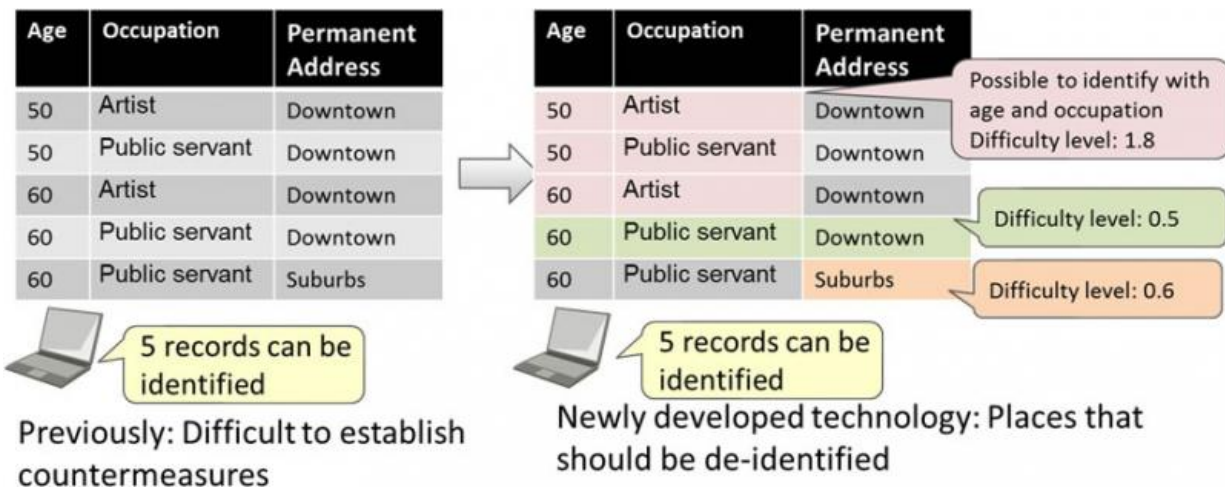 Age Occupation Permanent
Address
50 Artist Downtown
50 Public servant Downtown
60 Artist Downtown
60 Public servant Downtown
60 Public servant Suburbs
5 records can be
identified
Previously: Difficult to establish
countermeasures
Age Occupation Permanent
Address
50 Artist Downtown
50 Public servant Downtown
60 Artist Downtown
60 Public servant Downtown
60 Public servant Suburbs
Possible to identify with
age and occupation
Difficulty level: 1.8
Difficulty level: 0.5
Difficulty level: 0.6
5 records can be
identified
Newly developed technology: Places that
should be de-identified